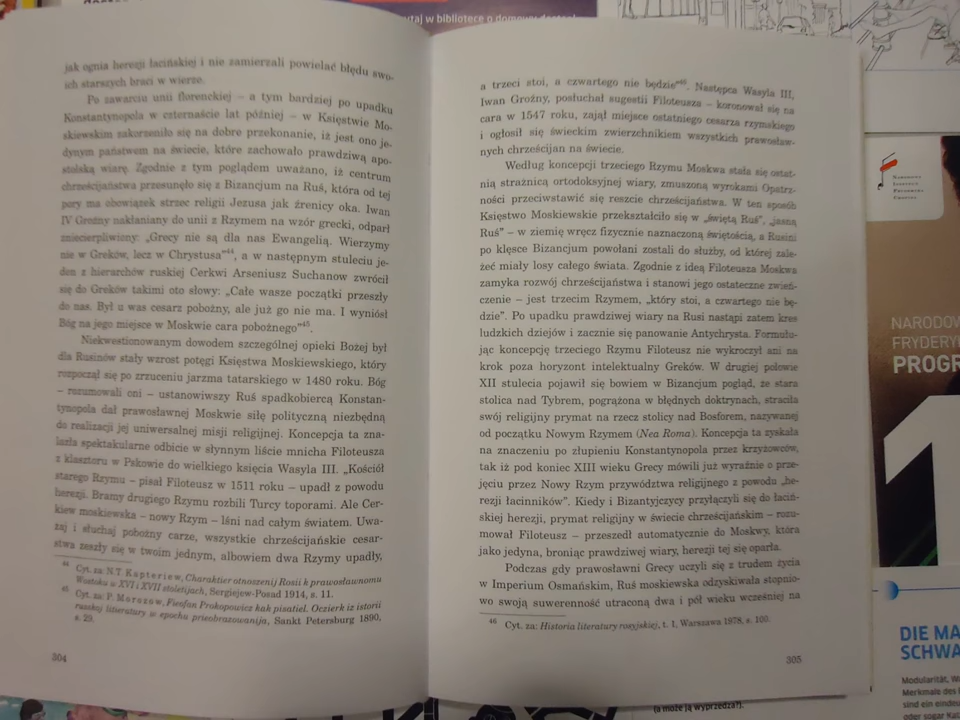 jak ognia herezji łacińskiej i nie zamierzali powielać błędu swo-
ich starszych braci w wierze.
Po zawarciu unii florenckiej – a tym bardziej po upadku
Konstantynopola w czternaście lat później – w Księstwie Mo-
skiewskim zakorzeniło się na dobre przekonanie, iż jest ono je-
dynym państwem na świecie, które zachowało prawdziwą apo-
stolską wiarę. Zgodnie z tym poglądem uważano, iż centrum
chrześcijaństwa przesunęło się z Bizancjum na Ruś, która od tej
pory ma obowiązek strzec religii Jezusa jak źrenicy oka. Iwan
IV Groźny nakłaniany do unii z Rzymem na wzór grecki, odparł
zniecierpliwiony: „Grecy nie są dla nas Ewangelią. Wierzymy
nie w Greków, lecz w Chrystusa”⁴⁴, a w następnym stuleciu je-
den z hierarchów ruskiej Cerkwi Arseniusz Suchanow zwrócił
się do Greków takimi oto słowy: „Całe wasze początki przeszły
do nas. Był u was cesarz pobożny, ale już go nie ma. I wyniósł
Bóg na jego miejsce w Moskwie cara pobożnego”⁴⁵.
Niekwestionowanym dowodem szczególnej opieki Bożej był
dla Rusinów stały wzrost potęgi Księstwa Moskiewskiego, który
rozpoczął się po zrzuceniu jarzma tatarskiego w 1480 roku. Bóg
– rozumowali oni – ustanowiwszy Ruś spadkobiercą Konstan-
tynopola dał prawosławnej Moskwie siłę polityczną niezbędną
do realizacji jej uniwersalnej misji religijnej. Koncepcja ta zna-
lazła spektakularne odbicie w słynnym liście mnicha Filoteusza
z klasztoru w Pskowie do wielkiego księcia Wasyla III. „Kościół
starego Rzymu – pisał Filoteusz w 1511 roku – upadł z powodu
herezji. Bramy drugiego Rzymu rozbili Turcy toporami. Ale Cer-
kiew moskiewska – nowy Rzym – lśni nad całym światem. Uwa-
żaj i słuchaj pobożny carze, wszystkie chrześcijańskie cesar-
stwa zeszły się w twoim jednym, albowiem dwa Rzymy upadły,
⁴⁴ Cyt. za: N.T. Kapteriew, Charaktier otnoszenij Rosii k prawosławnomu
Wostoku w XVI i XVII stoletijach, Sergiejew-Posad 1914, s. 11.
⁴⁵ Cyt. za: P. Morozow, Fieofan Prokopowicz kak pisatiel. Oczierk iz istorii
russkoj literatury w epochu prieobrazowanija, Sankt Petersburg 1890,
s. 29.
304
a trzeci stoi, a czwartego nie będzie”⁴⁶. Następca Wasyla III,
Iwan Groźny, posłuchał sugestii Filoteusza – koronował się na
cara w 1547 roku, zajął miejsce ostatniego cesarza rzymskiego
i ogłosił się świeckim zwierzchnikiem wszystkich prawosław-
nych chrześcijan na świecie.
Według koncepcji trzeciego Rzymu Moskwa stała się ostat-
nią strażnicą ortodoksyjnej wiary, zmuszoną wyrokami Opatrz-
ności przeciwstawić się reszcie chrześcijaństwa. W ten sposób
Księstwo Moskiewskie przekształciło się w „świętą Ruś”, „jasną
Ruś” – w ziemię wręcz fizycznie naznaczoną świętością, a Rusini
po klęsce Bizancjum powołani zostali do służby, od której zale-
żeć miały losy całego świata. Zgodnie z ideą Filoteusza Moskwa
zamyka rozwój chrześcijaństwa i stanowi jego ostateczne zwień-
czenie – jest trzecim Rzymem, „który stoi, a czwartego nie bę-
dzie”. Po upadku prawdziwej wiary na Rusi nastąpi zatem kres
ludzkich dziejów i zacznie się panowanie Antychrysta. Formułu-
jąc koncepcję trzeciego Rzymu Filoteusz nie wykroczył ani na
krok poza horyzont intelektualny Greków. W drugiej połowie
XII stulecia pojawił się bowiem w Bizancjum pogląd, że stara
stolica nad Tybrem, pogrążona w błędnych doktrynach, straciła
swój religijny prymat na rzecz stolicy nad Bosforem, nazywanej
od początku Nowym Rzymem (Nea Roma). Koncepcja ta zyskała
na znaczeniu po złupieniu Konstantynopola przez krzyżowców,
tak iż pod koniec XIII wieku Grecy mówili już wyraźnie o prze-
jęciu przez Nowy Rzym przywództwa religijnego z powodu „he-
rezji łacinników”. Kiedy i Bizantyjczycy przyłączyli się do łaciń-
skiej herezji, prymat religijny w świecie chrześcijańskim – rozu-
mował Filoteusz – przeszedł automatycznie do Moskwy, która
jako jedyna, broniąc prawdziwej wiary, herezji tej się oparła.
Podczas gdy prawosławni Grecy uczyli się z trudem życia
w Imperium Osmańskim, Ruś moskiewska odzyskiwała stopnio-
wo swoją suwerenność utraconą dwa i pół wieku wcześniej na
⁴⁶ Cyt. za: Historia literatury rosyjskiej, t. I, Warszawa 1978, s. 100.
305
w bibliotece o
Narodowy
Instytut
Fryderyka
Chopina
NARODOW
FRYDERY
PROGR
1
DIE MA
SCHWA
Modularität, W
Merkmale des
sind ein eindeu
oder sogar Kar
(a może ją wyprzedza?).